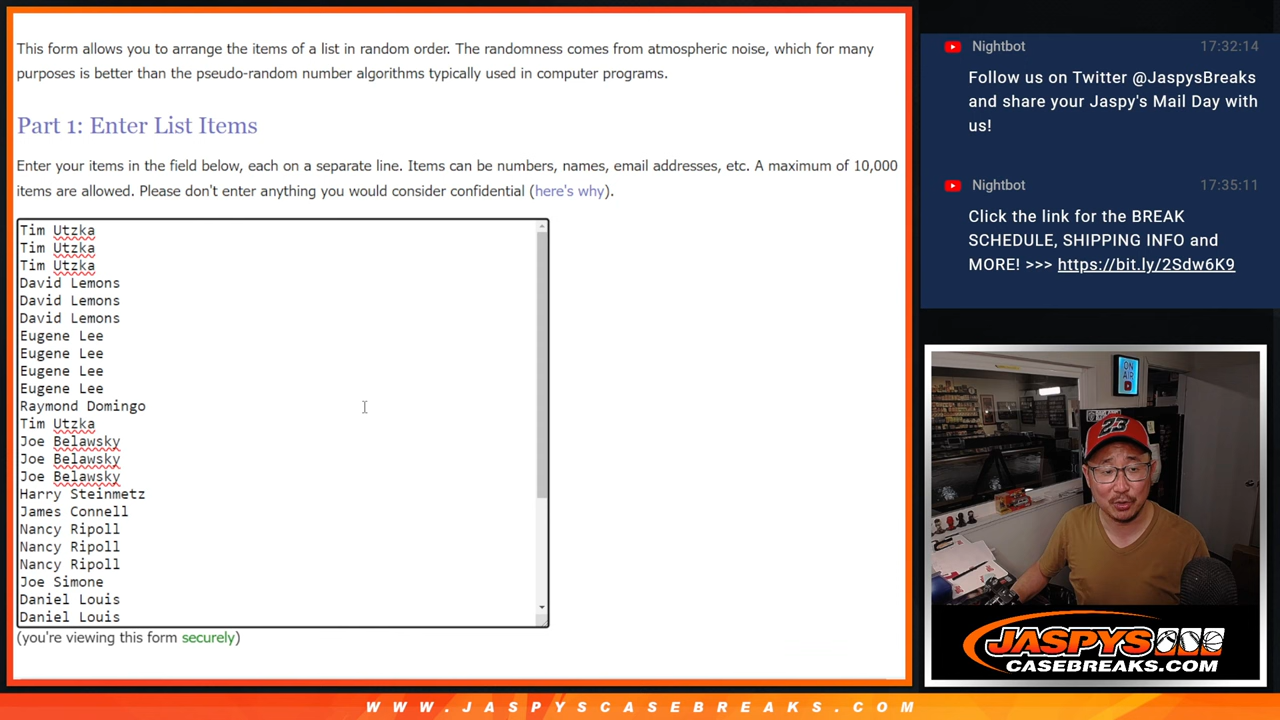 This form allows you to arrange the items of a list in random order. The randomness comes from atmospheric noise, which for many
purposes is better than the pseudo-random number algorithms typically used in computer programs.
Part 1: Enter List Items
Enter your items in the field below, each on a separate line. Items can be numbers, names, email addresses, etc. A maximum of 10,000
items are allowed. Please don't enter anything you would consider confidential (here's why).
Tim Utzka
Tim Utzka
Tim Utzka
David Lemons
David Lemons
David Lemons
Eugene Lee
Eugene Lee
Eugene Lee
Eugene Lee
Raymond Domingo
Tim Utzka
Joe Belawsky
Joe Belawsky
Joe Belawsky
Harry Steinmetz
James Connell
Nancy Ripoll
Nancy Ripoll
Nancy Ripoll
Joe Simone
Daniel Louis
Daniel Louis
(you're viewing this form securely)
Nightbot 17:32:14
Follow us on Twitter @JaspysBreaks
and share your Jaspy's Mail Day with
us!
Nightbot 17:35:11
Click the link for the BREAK
SCHEDULE, SHIPPING INFO and
MORE! >>> https://bit.ly/2Sdw6K9
ON
AIR
23
JASPYS
CASEBREAKS.COM
WWW.JASPYSCASEBREAKS.COM